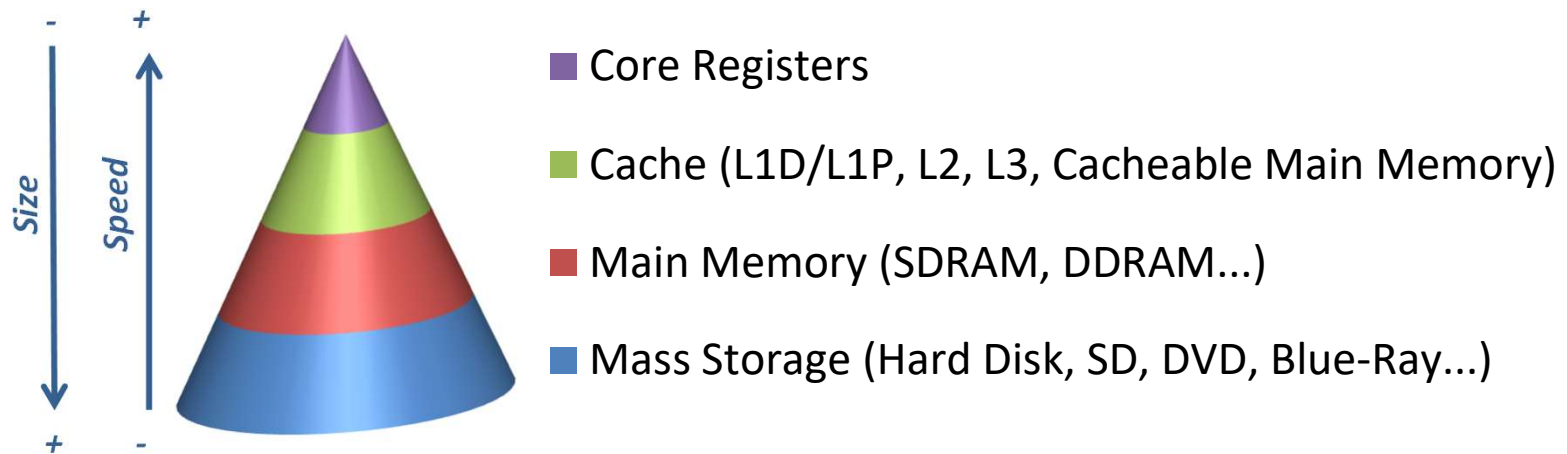 - +
Size
Speed
+ -
Core Registers
Cache (L1D/L1P, L2, L3, Cacheable Main Memory)
Main Memory (SDRAM, DDRAM...)
Mass Storage (Hard Disk, SD, DVD, Blue-Ray...)